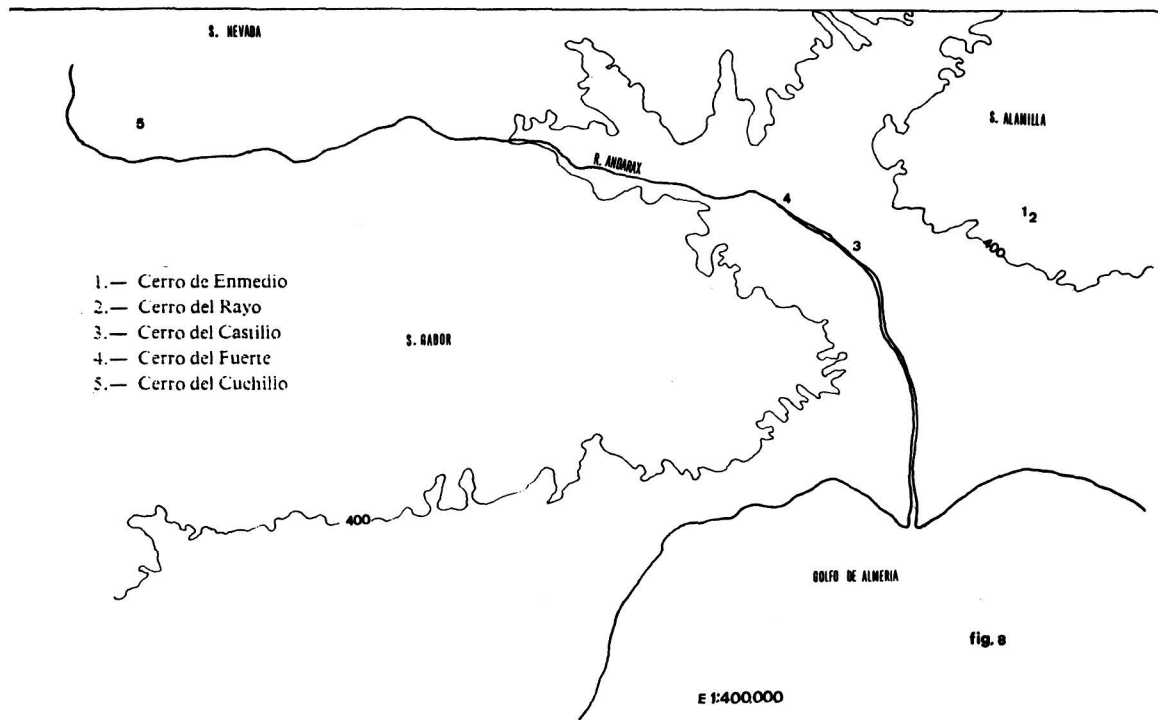 S. NEVADA
5
S. ALAMILLA
R. ANDARAX
4
1 2
3
400
1.— Cerro de Enmedio
2.— Cerro del Rayo
3.— Cerro del Castillo
4.— Cerro del Fuerte
5.— Cerro del Cuchillo
S. GADOR
400
GOLFO DE ALMERIA
fig. 8
E 1:400.000